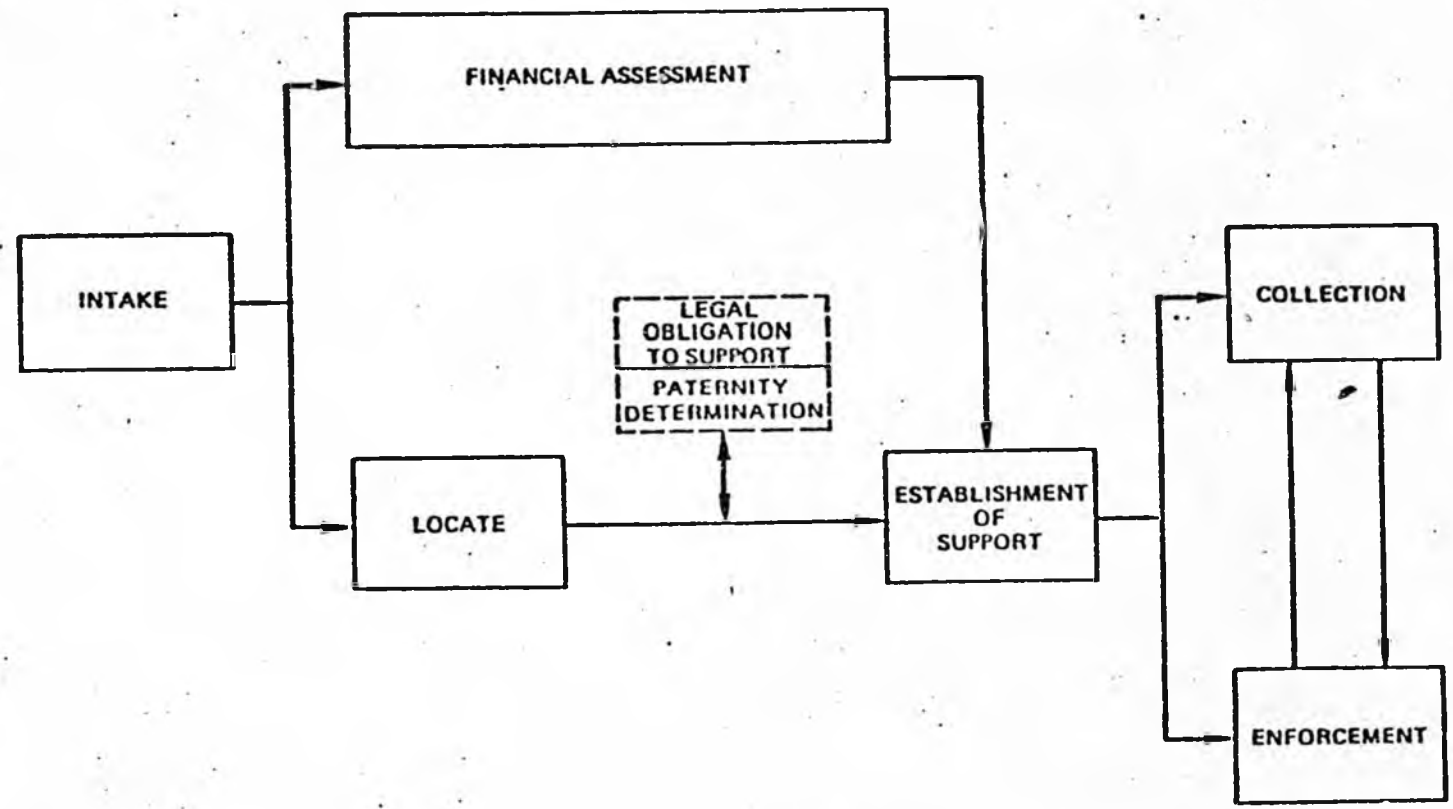 FINANCIAL ASSESSMENT
INTAKE
LEGAL
OBLIGATION
TO SUPPORT
PATERNITY
DETERMINATION
COLLECTION
LOCATE
ESTABLISHMENT
OF
SUPPORT
ENFORCEMENT